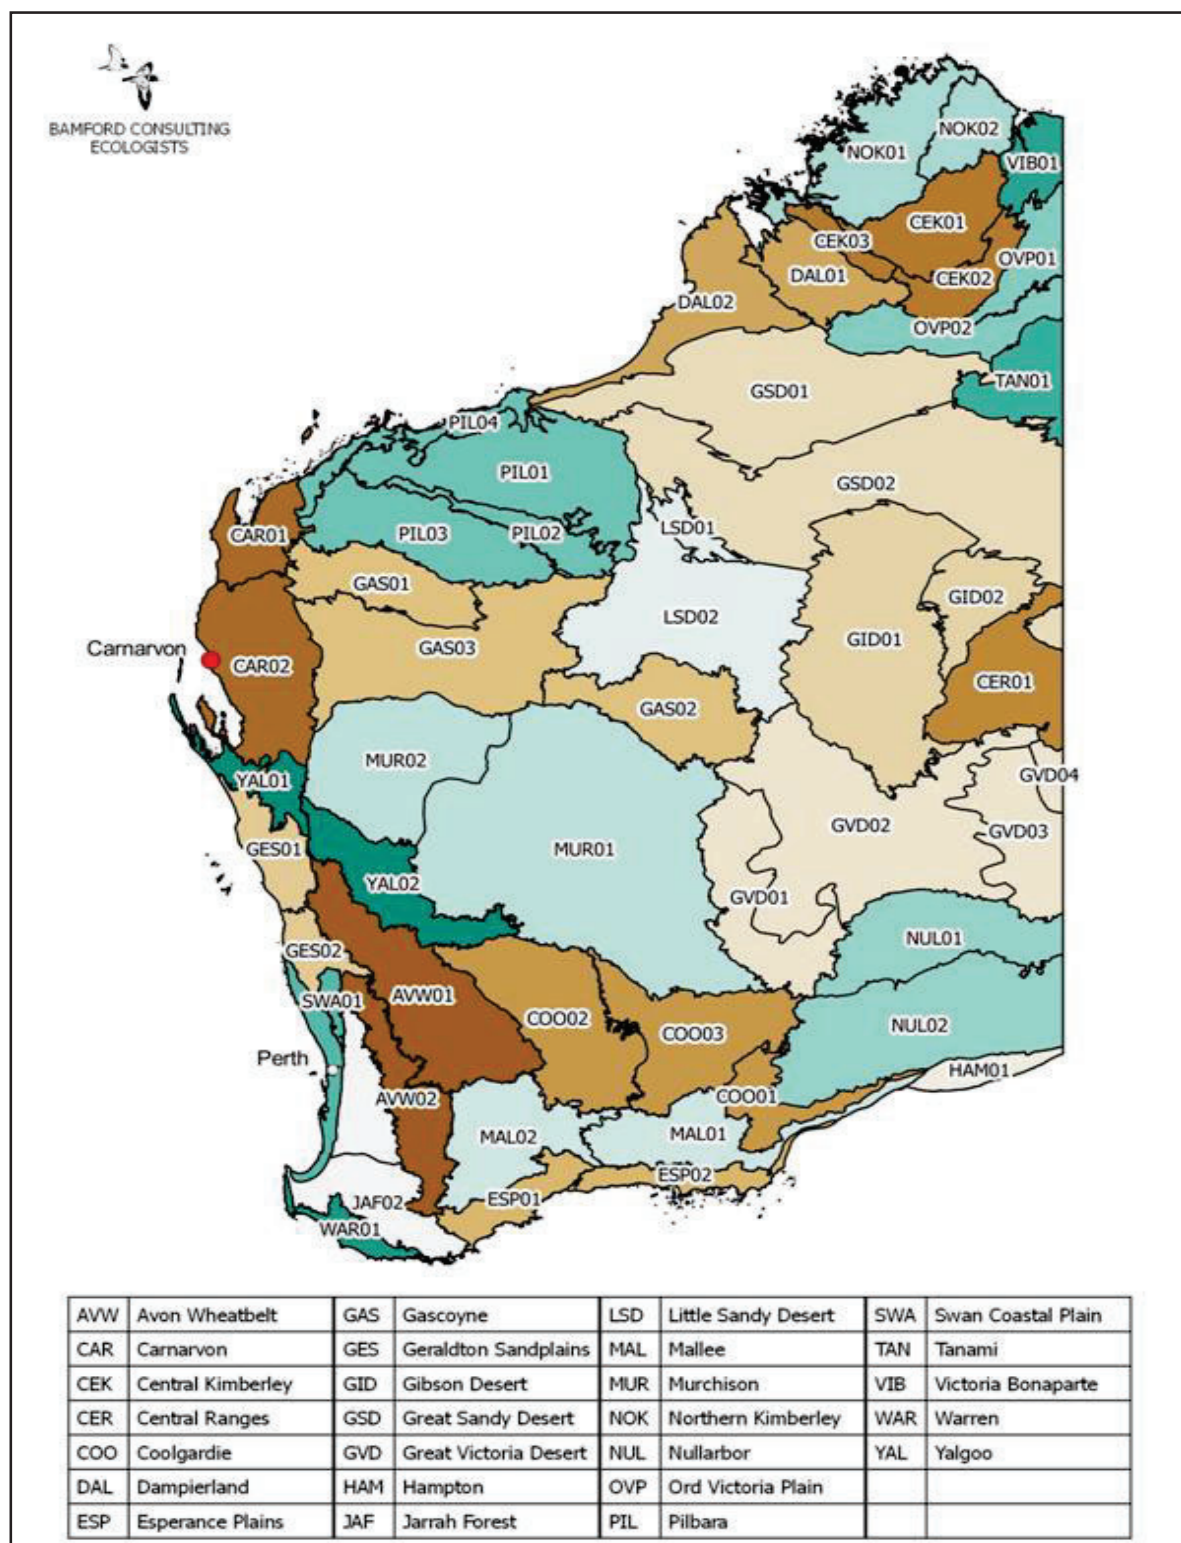 BAMFORD CONSULTING
ECOLOGISTS
NOK02
NOK01
VIB01
CEK01
CEK03
OVP01
DAL01
CEK02
DAL02
OVP02
TAN01
GSD01
PIL04
PIL01
GSD02
CAR01
PIL03
PIL02
LSD01
GAS01
GID02
LSD02
GID01
Carnarvon
GAS03
CAR02
CER01
GAS02
MUR02
YAL01
GVD04
GVD02
GVD03
GES01
MUR01
YAL02
GVD01
NUL01
GES02
AVW01
SWA01
COO02
COO03
NUL02
Perth
HAM01
AVW02
COO01
MAL02
MAL01
ESP02
JAF02
ESP01
WAR01
AVW Avon Wheatbelt GAS Gascoyne LSD Little Sandy Desert SWA Swan Coastal Plain
CAR Carnarvon GES Geraldton Sandplains MAL Mallee TAN Tanami
CEK Central Kimberley GID Gibson Desert MUR Murchison VIB Victoria Bonaparte
CER Central Ranges GSD Great Sandy Desert NOK Northern Kimberley WAR Warren
COO Coolgardie GVD Great Victoria Desert NUL Nullarbor YAL Yalgoo
DAL Dampierland HAM Hampton OVP Ord Victoria Plain
ESP Esperance Plains JAF Jarrah Forest PIL Pilbara